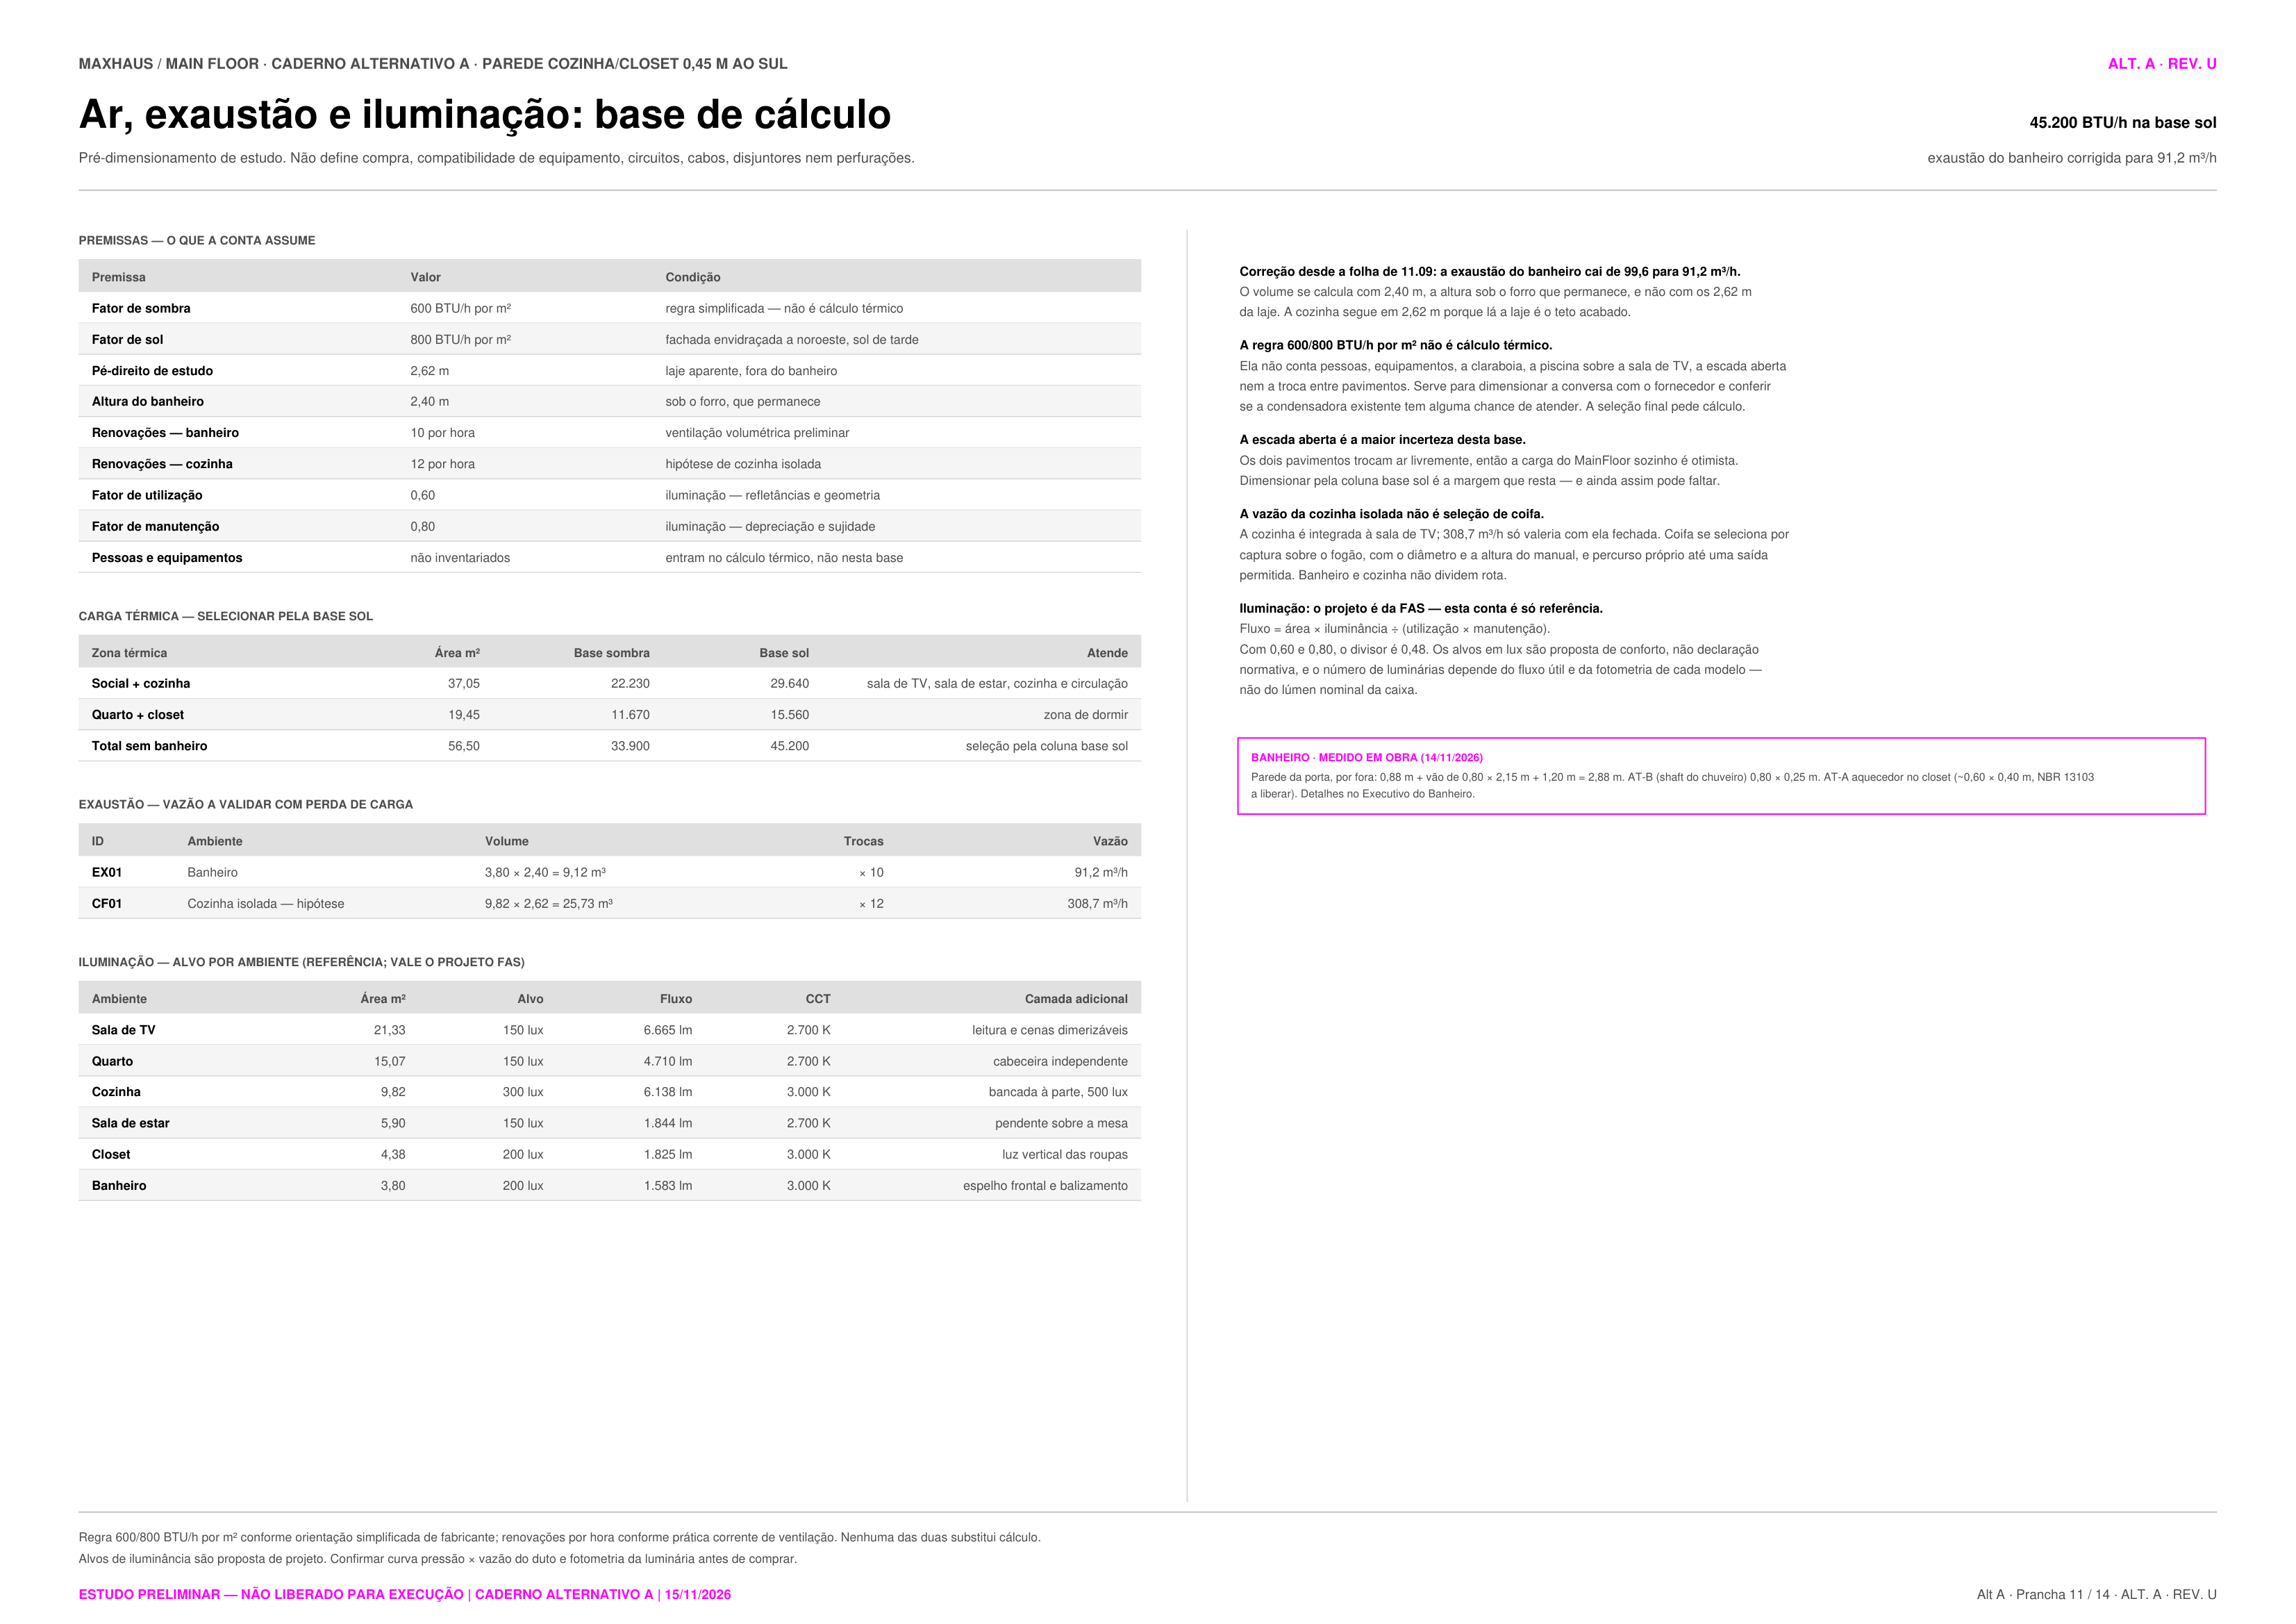 MAXHAUS / MAIN FLOOR · CADERNO ALTERNATIVO A · PAREDE COZINHA/CLOSET 0,45 M AO SUL
ALT. A · REV. U
Ar, exaustão e iluminação: base de cálculo
45.200 BTU/h na base sol
Pré-dimensionamento de estudo. Não define compra, compatibilidade de equipamento, circuitos, cabos, disjuntores nem perfurações.
exaustão do banheiro corrigida para 91,2 m³/h
PREMISSAS — O QUE A CONTA ASSUME
Premissa Valor Condição
Fator de sombra 600 BTU/h por m² regra simplificada — não é cálculo térmico
Fator de sol 800 BTU/h por m² fachada envidraçada a noroeste, sol de tarde
Pé-direito de estudo 2,62 m laje aparente, fora do banheiro
Altura do banheiro 2,40 m sob o forro, que permanece
Renovações — banheiro 10 por hora ventilação volumétrica preliminar
Renovações — cozinha 12 por hora hipótese de cozinha isolada
Fator de utilização 0,60 iluminação — refletâncias e geometria
Fator de manutenção 0,80 iluminação — depreciação e sujidade
Pessoas e equipamentos não inventariados entram no cálculo térmico, não nesta base
CARGA TÉRMICA — SELECIONAR PELA BASE SOL
Zona térmica Área m² Base sombra Base sol Atende
Social + cozinha 37,05 22.230 29.640 sala de TV, sala de estar, cozinha e circulação
Quarto + closet 19,45 11.670 15.560 zona de dormir
Total sem banheiro 56,50 33.900 45.200 seleção pela coluna base sol
EXAUSTÃO — VAZÃO A VALIDAR COM PERDA DE CARGA
ID Ambiente Volume Trocas Vazão
EX01 Banheiro 3,80 × 2,40 = 9,12 m³ × 10 91,2 m³/h
CF01 Cozinha isolada — hipótese 9,82 × 2,62 = 25,73 m³ × 12 308,7 m³/h
ILUMINAÇÃO — ALVO POR AMBIENTE (REFERÊNCIA; VALE O PROJETO FAS)
Ambiente Área m² Alvo Fluxo CCT Camada adicional
Sala de TV 21,33 150 lux 6.665 lm 2.700 K leitura e cenas dimerizáveis
Quarto 15,07 150 lux 4.710 lm 2.700 K cabeceira independente
Cozinha 9,82 300 lux 6.138 lm 3.000 K bancada à parte, 500 lux
Sala de estar 5,90 150 lux 1.844 lm 2.700 K pendente sobre a mesa
Closet 4,38 200 lux 1.825 lm 3.000 K luz vertical das roupas
Banheiro 3,80 200 lux 1.583 lm 3.000 K espelho frontal e balizamento
Correção desde a folha de 11.09: a exaustão do banheiro cai de 99,6 para 91,2 m³/h.
O volume se calcula com 2,40 m, a altura sob o forro que permanece, e não com os 2,62 m
da laje. A cozinha segue em 2,62 m porque lá a laje é o teto acabado.
A regra 600/800 BTU/h por m² não é cálculo térmico.
Ela não conta pessoas, equipamentos, a claraboia, a piscina sobre a sala de TV, a escada aberta
nem a troca entre pavimentos. Serve para dimensionar a conversa com o fornecedor e conferir
se a condensadora existente tem alguma chance de atender. A seleção final pede cálculo.
A escada aberta é a maior incerteza desta base.
Os dois pavimentos trocam ar livremente, então a carga do MainFloor sozinho é otimista.
Dimensionar pela coluna base sol é a margem que resta — e ainda assim pode faltar.
A vazão da cozinha isolada não é seleção de coifa.
A cozinha é integrada à sala de TV; 308,7 m³/h só valeria com ela fechada. Coifa se seleciona por
captura sobre o fogão, com o diâmetro e a altura do manual, e percurso próprio até uma saída
permitida. Banheiro e cozinha não dividem rota.
Iluminação: o projeto é da FAS — esta conta é só referência.
Fluxo = área × iluminância ÷ (utilização × manutenção).
Com 0,60 e 0,80, o divisor é 0,48. Os alvos em lux são proposta de conforto, não declaração
normativa, e o número de luminárias depende do fluxo útil e da fotometria de cada modelo —
não do lúmen nominal da caixa.
BANHEIRO · MEDIDO EM OBRA (14/11/2026)
Parede da porta, por fora: 0,88 m + vão de 0,80 × 2,15 m + 1,20 m = 2,88 m. AT-B (shaft do chuveiro) 0,80 × 0,25 m. AT-A aquecedor no closet (~0,60 × 0,40 m, NBR 13103
a liberar). Detalhes no Executivo do Banheiro.
Regra 600/800 BTU/h por m² conforme orientação simplificada de fabricante; renovações por hora conforme prática corrente de ventilação. Nenhuma das duas substitui cálculo.
Alvos de iluminância são proposta de projeto. Confirmar curva pressão × vazão do duto e fotometria da luminária antes de comprar.
ESTUDO PRELIMINAR — NÃO LIBERADO PARA EXECUÇÃO | CADERNO ALTERNATIVO A | 15/11/2026
Alt A · Prancha 11 / 14 · ALT. A · REV. U